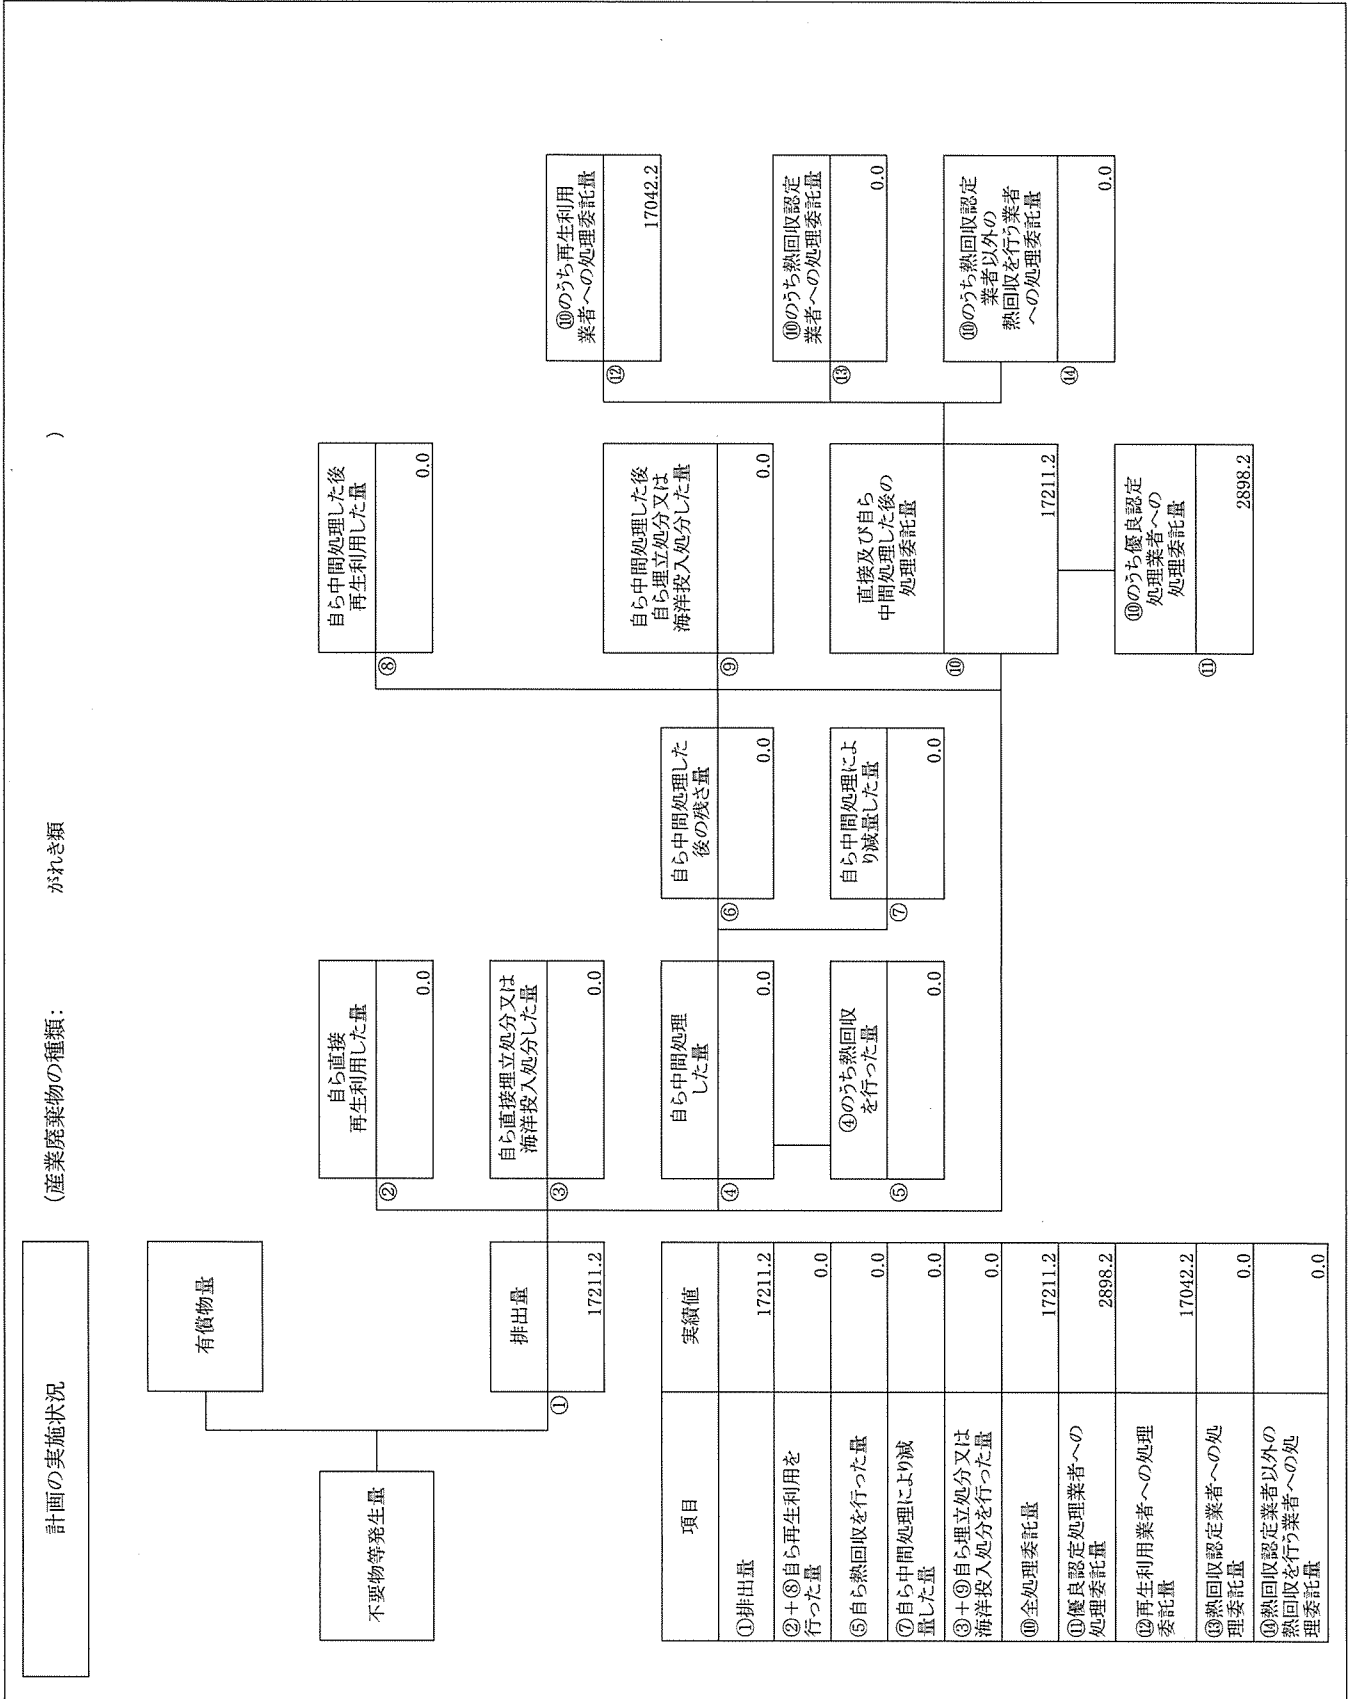 計画の実施状況
(産業廃棄物の種類:
がれき類
)
不要物等発生量
有償物量
①
排出量
17211.2
②
自ら直接
再生利用した量
0.0
③
自ら直接埋立処分又は
海洋投入処分した量
0.0
④
自ら中間処理
した量
0.0
⑤
④のうち熱回収
を行った量
0.0
⑥
自ら中間処理した
後の残さ量
0.0
⑦
自ら中間処理によ
り減量した量
0.0
⑧
自ら中間処理した後
再生利用した量
0.0
⑨
自ら中間処理した後
自ら埋立処分又は
海洋投入処分した量
0.0
⑩
直接及び自ら
中間処理した後の
処理委託量
17211.2
⑪
⑩のうち優良認定
処理業者への
処理委託量
2898.2
⑫
⑩のうち再生利用
業者への処理委託量
17042.2
⑬
⑩のうち熱回収認定
業者への処理委託量
0.0
⑭
⑩のうち熱回収認定
業者以外の
熱回収を行う業者
への処理委託量
0.0
項目
実績値
①排出量
17211.2
②+⑧自ら再生利用を
行った量
0.0
⑤自ら熱回収を行った量
0.0
⑦自ら中間処理により減
量した量
0.0
③+⑨自ら埋立処分又は
海洋投入処分を行った量
0.0
⑩全処理委託量
17211.2
⑪優良認定処理業者への
処理委託量
2898.2
⑫再生利用業者への処理
委託量
17042.2
⑬熱回収認定業者への処
理委託量
0.0
⑭熱回収認定業者以外の
熱回収を行う業者への処
理委託量
0.0